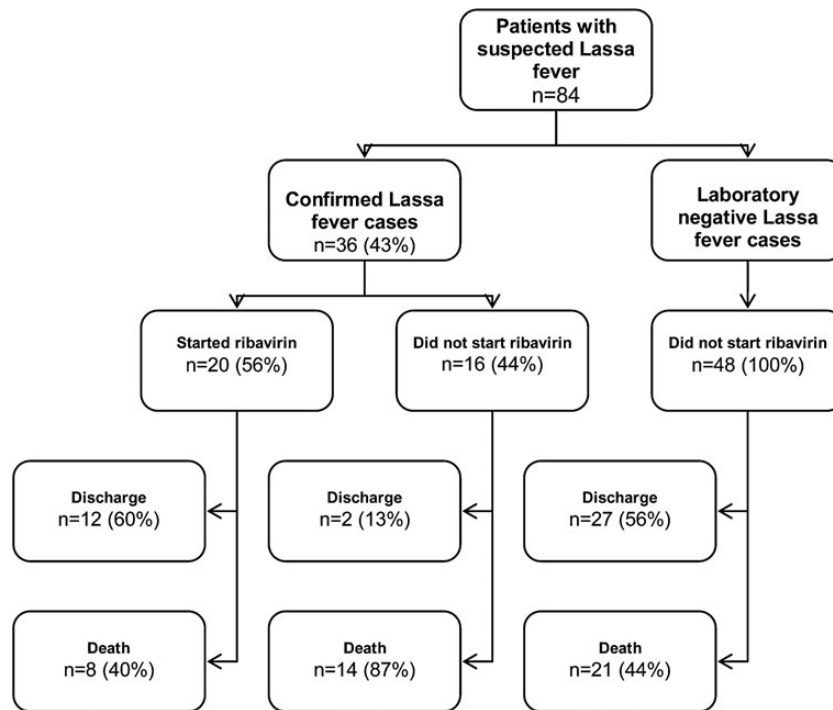 Patients with
suspected Lassa
fever
n=84
Confirmed Lassa
fever cases
n=36 (43%)
Laboratory
negative Lassa
fever cases
Started ribavirin
n=20 (56%)
Did not start ribavirin
n=16 (44%)
Did not start ribavirin
n=48 (100%)
Discharge
n=12 (60%)
Discharge
n=2 (13%)
Discharge
n=27 (56%)
Death
n=8 (40%)
Death
n=14 (87%)
Death
n=21 (44%)